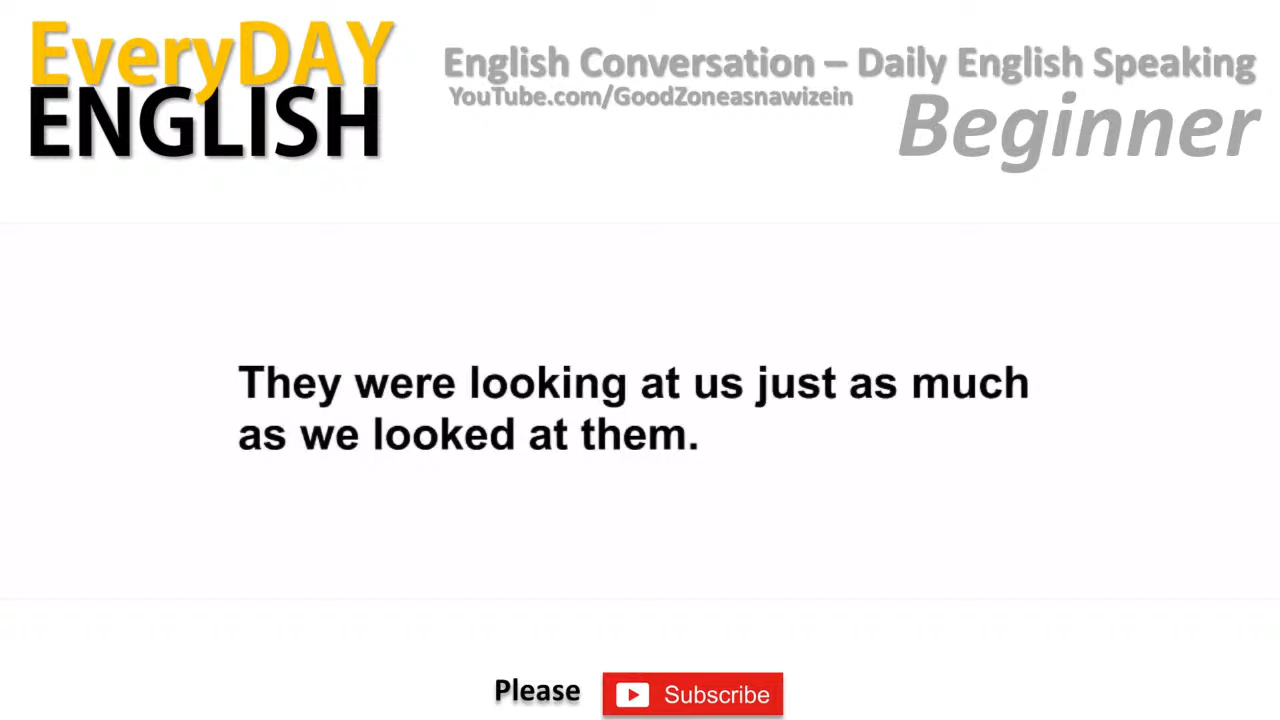 EveryDAY
ENGLISH
English Conversation – Daily English Speaking
YouTube.com/GoodZoneasnawizein
Beginner
They were looking at us just as much
as we looked at them.
Please
Subscribe